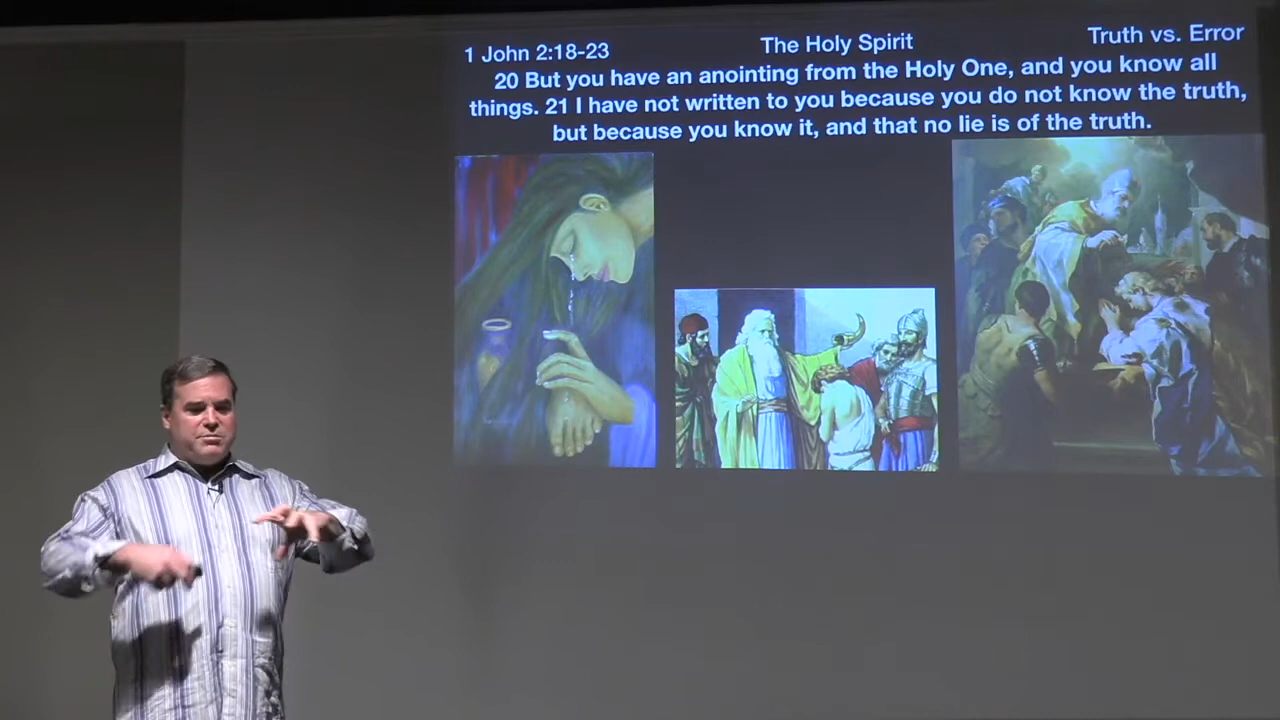 1 John 2:18-23 The Holy Spirit Truth vs. Error
20 But you have an anointing from the Holy One, and you know all
things. 21 I have not written to you because you do not know the truth,
but because you know it, and that no lie is of the truth.